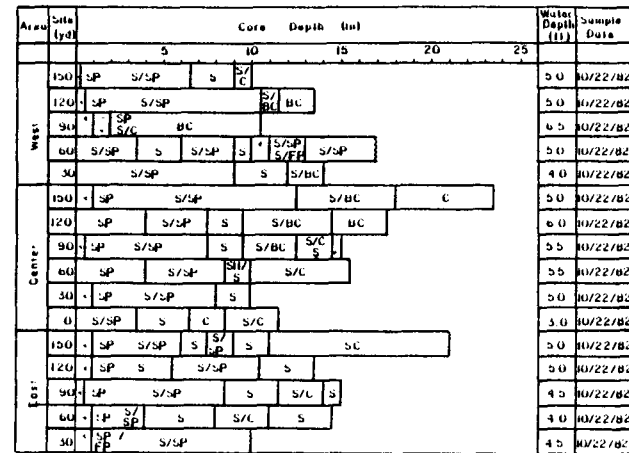 Area Site (yd) Core Depth (in) Water Depth (ft) Sample Date
5 10 15 20 25
West
150 SP S/SP S S/C 5.0 10/22/82
120 SP S/SP S/BC BC 5.0 10/22/82
90 SP S/C BC 6.5 10/22/82
60 S/SP S S/SP S S/SP S/FP S/SP 5.0 10/22/82
30 S/SP S S/BC 4.0 10/22/82
Center
150 SP S/SP S/BC C 5.0 10/22/82
120 SP S/SP S S/BC BC 6.0 10/22/82
90 SP S/SP S S/BC S/C S 5.5 10/22/82
60 SP S/SP SH/S S/C 5.5 10/22/82
30 SP S/SP S 5.0 10/22/82
0 S/SP S C S/C 3.0 10/22/82
East
150 SP S/SP S S/SP S S SC 5.0 10/22/82
120 SP S S/SP S 5.0 10/22/82
90 SP S/SP S S/C S 4.5 10/22/82
60 SP S/SP S S/C S 4.0 10/22/82
30 SP/FP S/SP 4.5 10/22/82